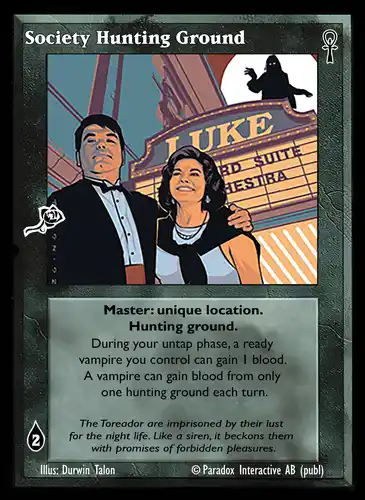 Society Hunting Ground
LUKE
RD SUITE
HESTRA
Master: unique location.
Hunting ground.
During your untap phase, a ready
vampire you control can gain 1 blood.
A vampire can gain blood from only
one hunting ground each turn.
The Toreador are imprisoned by their lust
for the night life. Like a siren, it beckons them
with promises of forbidden pleasures.
2
Illus: Durwin Talon © Paradox Interactive AB (publ)